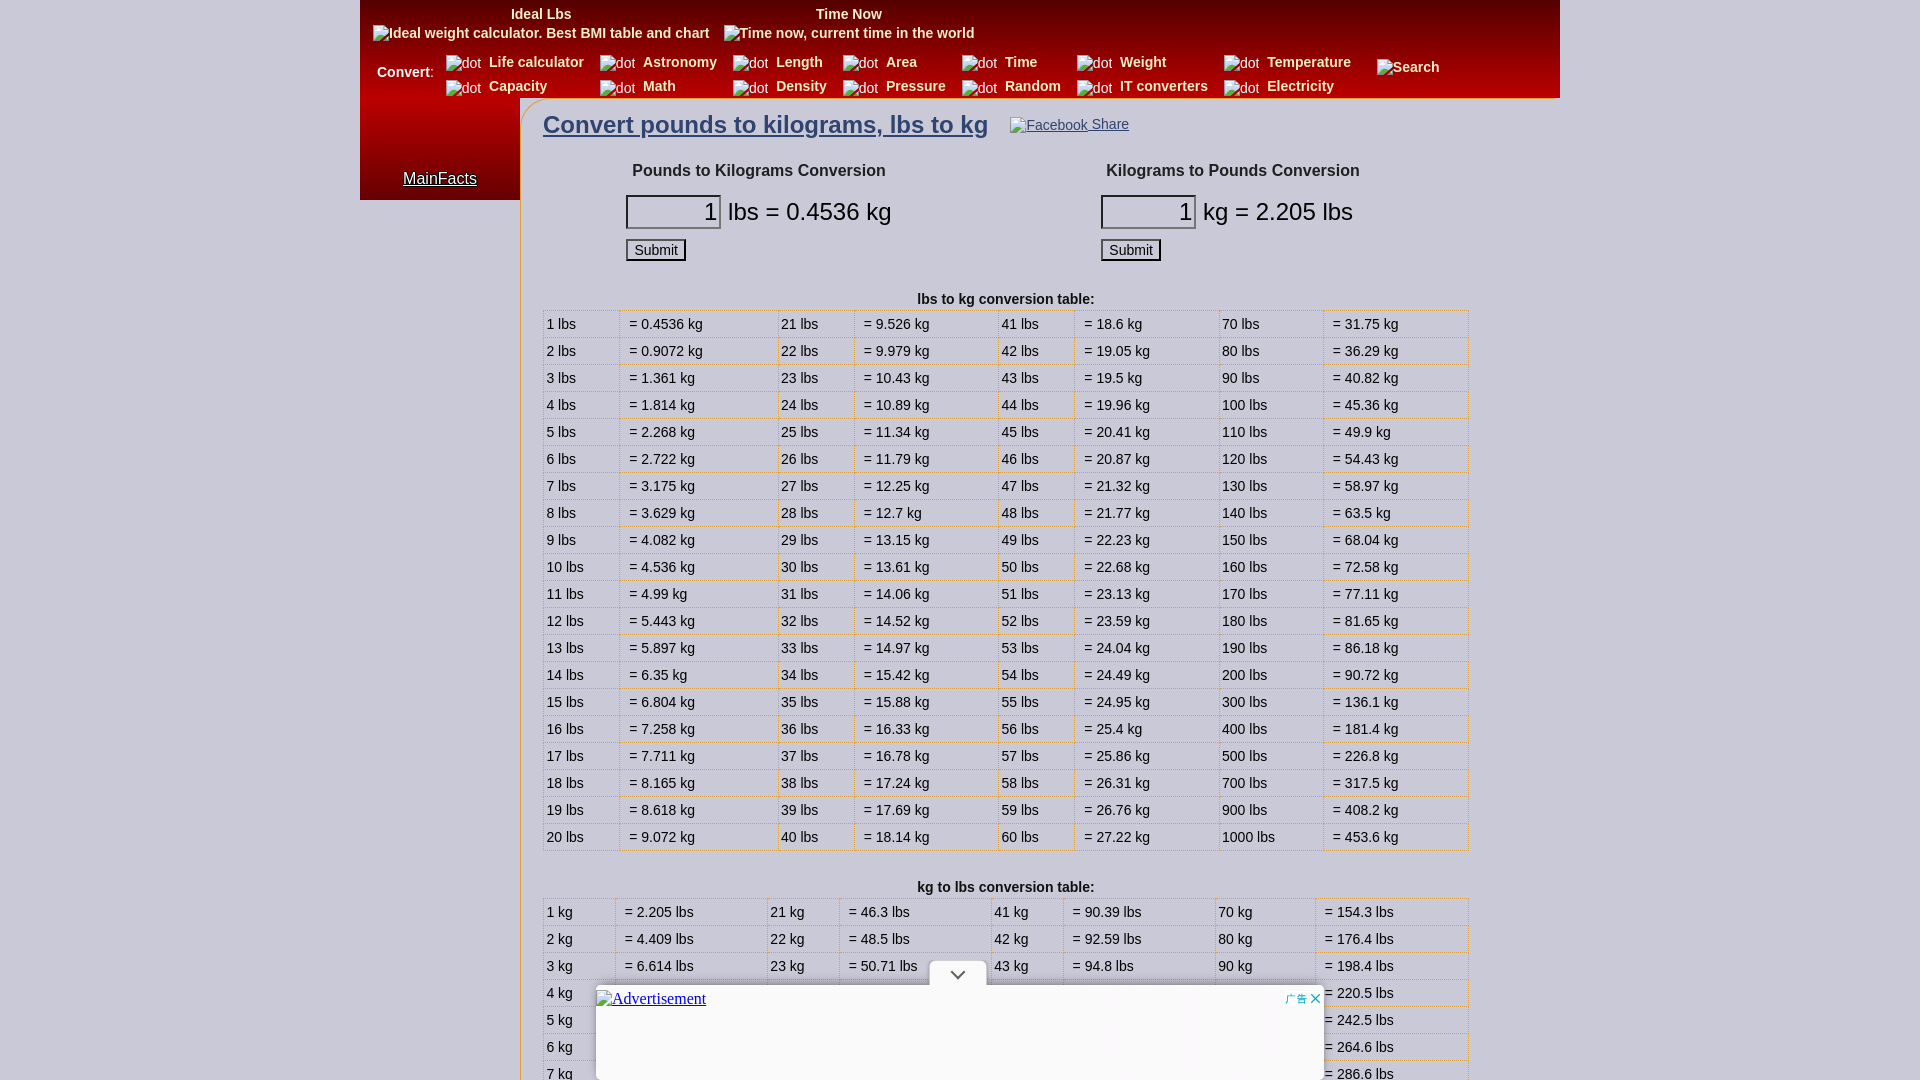 Ideal Lbs
Ideal weight calculator. Best BMI table and chart
Time Now
Time now, current time in the world
Convert:
dot Life calculator dot Astronomy dot Length dot Area dot Time dot Weight dot Temperature
dot Capacity dot Math dot Density dot Pressure dot Random dot IT converters dot Electricity
Search
MainFacts
Convert pounds to kilograms, lbs to kg
Facebook Share
Pounds to Kilograms Conversion
1 lbs = 0.4536 kg
Submit
Kilograms to Pounds Conversion
1 kg = 2.205 lbs
Submit
lbs to kg conversion table:
1 lbs = 0.4536 kg 21 lbs = 9.526 kg 41 lbs = 18.6 kg 70 lbs = 31.75 kg
2 lbs = 0.9072 kg 22 lbs = 9.979 kg 42 lbs = 19.05 kg 80 lbs = 36.29 kg
3 lbs = 1.361 kg 23 lbs = 10.43 kg 43 lbs = 19.5 kg 90 lbs = 40.82 kg
4 lbs = 1.814 kg 24 lbs = 10.89 kg 44 lbs = 19.96 kg 100 lbs = 45.36 kg
5 lbs = 2.268 kg 25 lbs = 11.34 kg 45 lbs = 20.41 kg 110 lbs = 49.9 kg
6 lbs = 2.722 kg 26 lbs = 11.79 kg 46 lbs = 20.87 kg 120 lbs = 54.43 kg
7 lbs = 3.175 kg 27 lbs = 12.25 kg 47 lbs = 21.32 kg 130 lbs = 58.97 kg
8 lbs = 3.629 kg 28 lbs = 12.7 kg 48 lbs = 21.77 kg 140 lbs = 63.5 kg
9 lbs = 4.082 kg 29 lbs = 13.15 kg 49 lbs = 22.23 kg 150 lbs = 68.04 kg
10 lbs = 4.536 kg 30 lbs = 13.61 kg 50 lbs = 22.68 kg 160 lbs = 72.58 kg
11 lbs = 4.99 kg 31 lbs = 14.06 kg 51 lbs = 23.13 kg 170 lbs = 77.11 kg
12 lbs = 5.443 kg 32 lbs = 14.52 kg 52 lbs = 23.59 kg 180 lbs = 81.65 kg
13 lbs = 5.897 kg 33 lbs = 14.97 kg 53 lbs = 24.04 kg 190 lbs = 86.18 kg
14 lbs = 6.35 kg 34 lbs = 15.42 kg 54 lbs = 24.49 kg 200 lbs = 90.72 kg
15 lbs = 6.804 kg 35 lbs = 15.88 kg 55 lbs = 24.95 kg 300 lbs = 136.1 kg
16 lbs = 7.258 kg 36 lbs = 16.33 kg 56 lbs = 25.4 kg 400 lbs = 181.4 kg
17 lbs = 7.711 kg 37 lbs = 16.78 kg 57 lbs = 25.86 kg 500 lbs = 226.8 kg
18 lbs = 8.165 kg 38 lbs = 17.24 kg 58 lbs = 26.31 kg 700 lbs = 317.5 kg
19 lbs = 8.618 kg 39 lbs = 17.69 kg 59 lbs = 26.76 kg 900 lbs = 408.2 kg
20 lbs = 9.072 kg 40 lbs = 18.14 kg 60 lbs = 27.22 kg 1000 lbs = 453.6 kg
kg to lbs conversion table:
1 kg = 2.205 lbs 21 kg = 46.3 lbs 41 kg = 90.39 lbs 70 kg = 154.3 lbs
2 kg = 4.409 lbs 22 kg = 48.5 lbs 42 kg = 92.59 lbs 80 kg = 176.4 lbs
3 kg = 6.614 lbs 23 kg = 50.71 lbs 43 kg = 94.8 lbs 90 kg = 198.4 lbs
4 kg = 220.5 lbs
5 kg = 242.5 lbs
6 kg = 264.6 lbs
7 kg = 286.6 lbs
Advertisement
广告